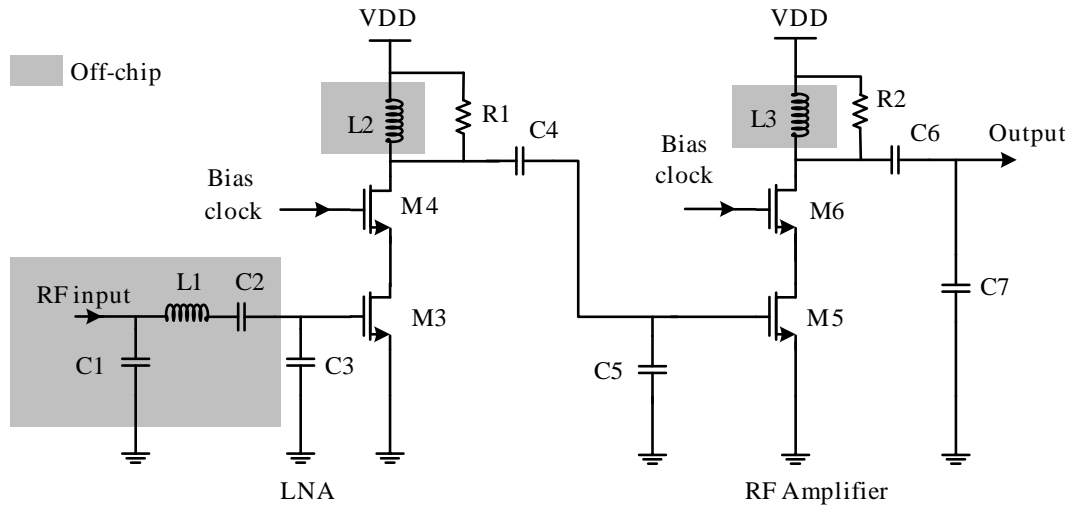 VDD
VDD
Off-chip
L2
R1
C4
L3
R2
C6
Output
Bias
clock
M4
Bias
clock
M6
RF input
L1
C2
M3
M5
C7
C1
C3
C5
LNA
RF Amplifier